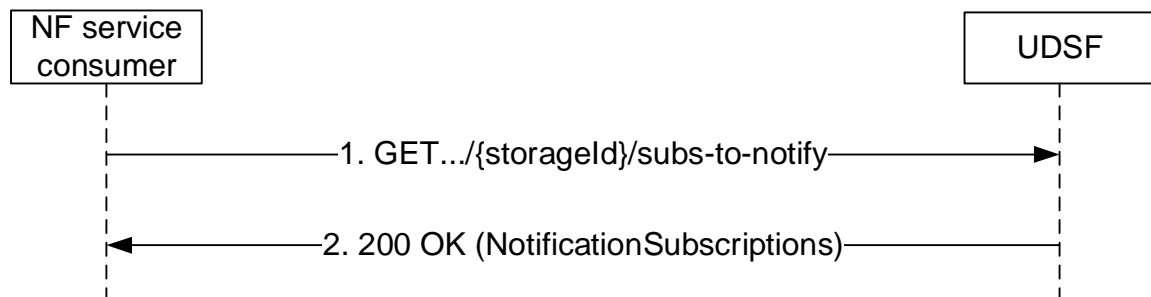 NF service
consumer
UDSF
1. GET.../{storageId}/subs-to-notify
2. 200 OK (NotificationSubscriptions)